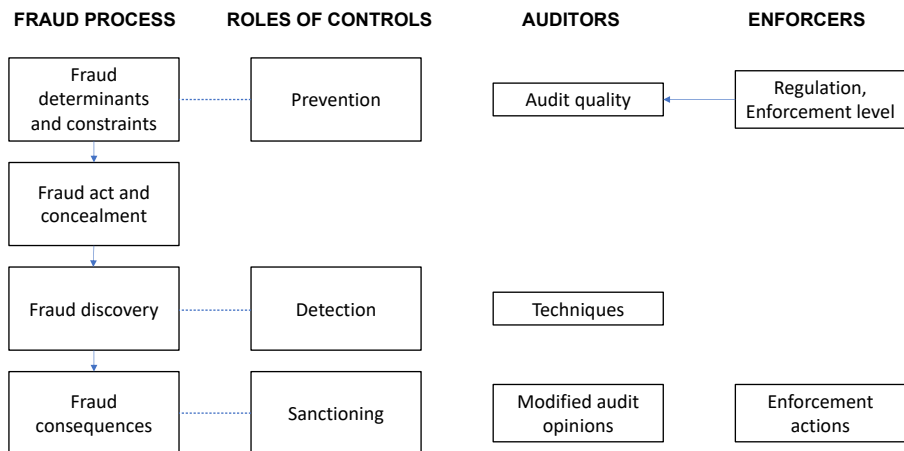 FRAUD PROCESS
ROLES OF CONTROLS
AUDITORS
ENFORCERS
Fraud
determinants
and constraints
Prevention
Audit quality
Regulation,
Enforcement level
Fraud act and
concealment
Fraud discovery
Detection
Techniques
Fraud
consequences
Sanctioning
Modified audit
opinions
Enforcement
actions